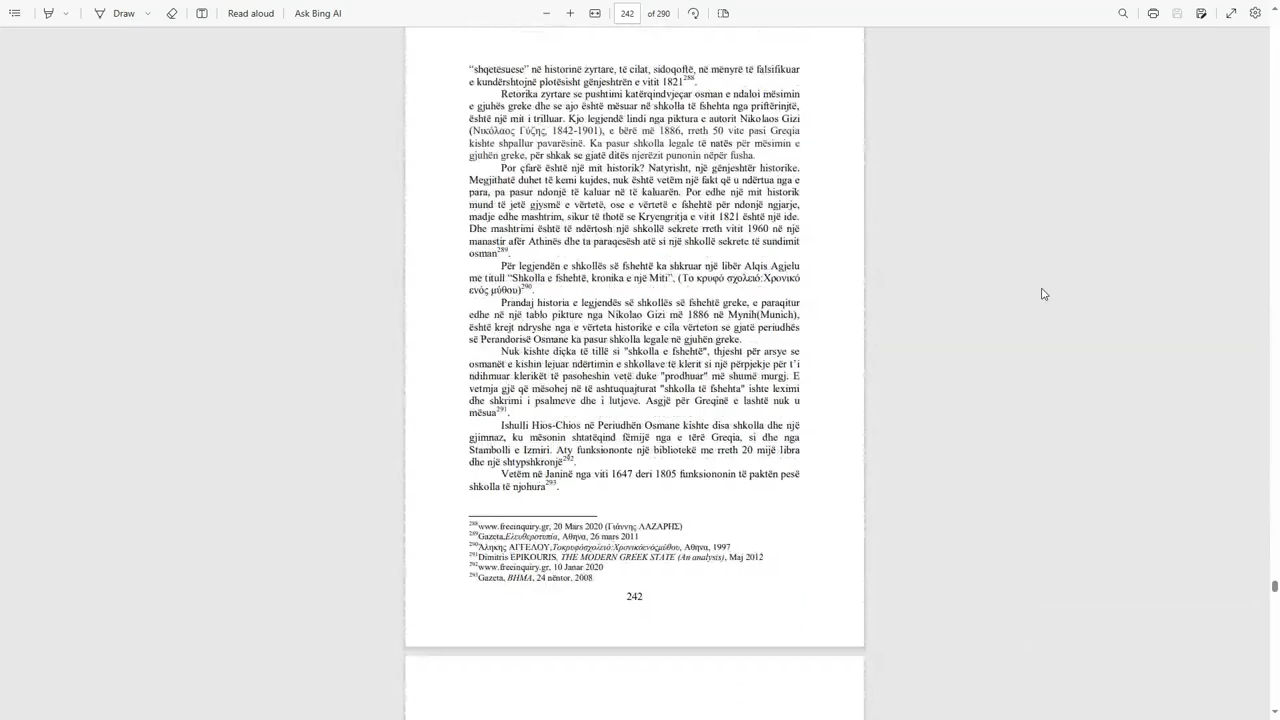 Draw
Read aloud
Ask Bing AI
242 of 290
“shqetësuese” në historinë zyrtare, të cilat, sidoqoftë, në mënyrë të falsifikuar
e kundërshtojnë plotësisht gënjeshtrën e vitit 1821288.
Retorika zyrtare se pushtimi katërqindvjeçar osman e ndaloi mësimin
e gjuhës greke dhe se ajo është mësuar në shkolla të fshehta nga priftërinjtë,
është një mit i trilluar. Kjo legjendë lindi nga piktura e autorit Nikolaos Gizi
(Νικόλαος Γύζης, 1842-1901), e bërë më 1886, rreth 50 vite pasi Greqia
kishte shpallur pavarësinë. Ka pasur shkolla legale të natës për mësimin e
gjuhën greke, për shkak se gjatë ditës njerëzit punonin nëpër fusha.
Por çfarë është një mit historik? Natyrisht, një gënjeshtër historike.
Megjithatë duhet të kemi kujdes, nuk është vetëm një fakt që u ndërtua nga e
para, pa pasur ndonjë të kaluar në të kaluarën. Por edhe një mit historik
mund të jetë gjysmë e vërtetë, ose e vërtetë e fshehtë për ndonjë ngjarje,
madje edhe mashtrim, sikur të thotë se Kryengritja e vitit 1821 është një ide.
Dhe mashtrimi është të ndërtosh një shkollë sekrete rreth vitit 1960 në një
manastir afër Athinës dhe ta paraqesësh atë si një shkollë sekrete të sundimit
osman289.
Për legjendën e shkollës së fshehtë ka shkruar një libër Alqis Agjelu
me titull “Shkolla e fshehtë, kronika e një Miti”, (Το κρυφό σχολειό:Χρονικό
ενός μύθου)290.
Prandaj historia e legjendës së shkollës së fshehtë greke, e paraqitur
edhe në një tablo pikture nga Nikolao Gizi më 1886 në Mynih(Munich),
është krejt ndryshe nga e vërteta historike e cila vërteton se gjatë periudhës
së Perandorisë Osmane ka pasur shkolla legale në gjuhën greke.
Nuk kishte diçka të tillë si "shkolla e fshehtë", thjesht për arsye se
osmanët e kishin lejuar ndërtimin e shkollave të klerit si një përpjekje për t’i
ndihmuar klerikët të pasoheshin vetë duke "prodhuar" më shumë murgj. E
vetmja gjë që mësohej në të ashtuquajturat "shkolla të fshehta" ishte leximi
dhe shkrimi i psalmeve dhe i lutjeve. Asgjë për Greqinë e lashtë nuk u
mësua291.
Ishulli Hios-Chios në Periudhën Osmane kishte disa shkolla dhe një
gjimnaz, ku mësonin shtatëqind fëmijë nga e tërë Greqia, si dhe nga
Stambolli e Izmiri. Aty funksiononte një bibliotekë me rreth 20 mijë libra
dhe një shtypshkronjë292.
Vetëm në Janinë nga viti 1647 deri 1805 funksiononin të paktën pesë
shkolla të njohura293.
288www.freeinquiry.gr, 20 Mars 2020 (Γιάννης ΛΑΖΑΡΗΣ)
289Gazeta,Ελευθεροτυπία, Αθηνα, 26 mars 2011
290Άλκης ΑΓΓΕΛΟΥ,Τοκρυφόσχολειό:Χρονικόενόςμύθου, Αθηνα, 1997
291Dimitris EPIKOURIS, THE MODERN GREEK STATE (An analysis), Maj 2012
292www.freeinquiry.gr, 10 Janar 2020
293Gazeta, ΒΗΜΑ, 24 nëntor, 2008
242